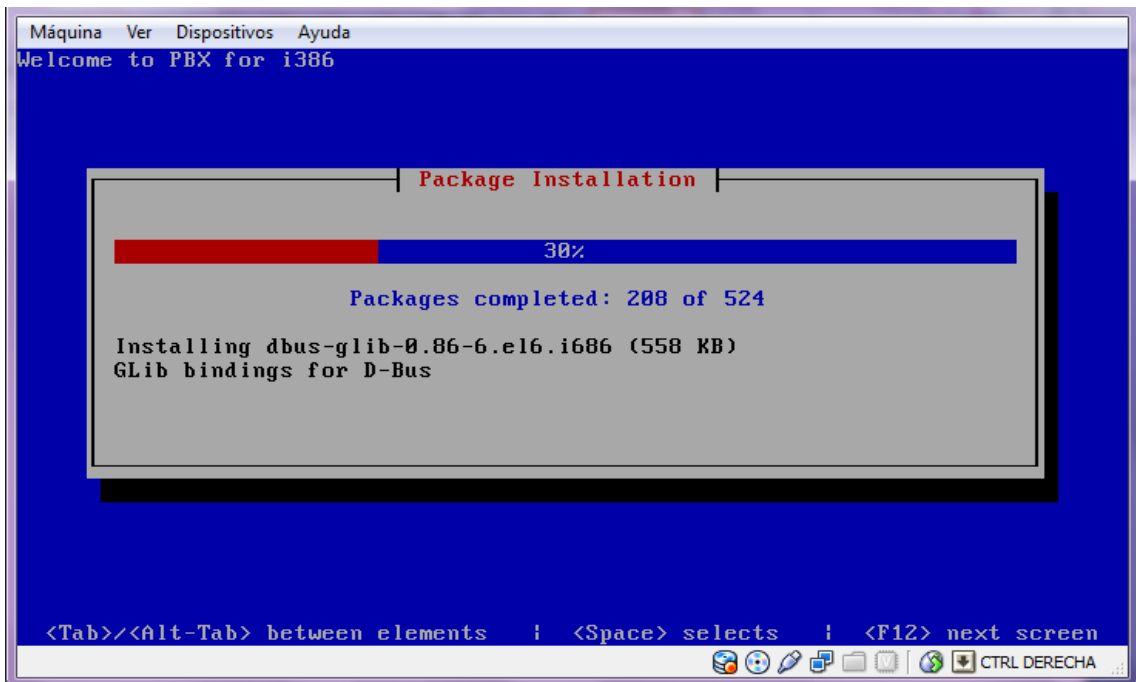 Máquina Ver Dispositivos Ayuda
Welcome to PBX for i386
Package Installation
30%
Packages completed: 208 of 524
Installing dbus-glib-0.86-6.el6.i686 (558 KB)
GLib bindings for D-Bus
<Tab>/<Alt-Tab> between elements | <Space> selects | <F12> next screen
CTRL DERECHA